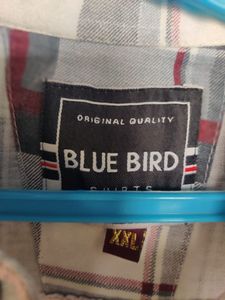 ORIGINAL QUALITY
BLUE BIRD
SHIRTS
XXL